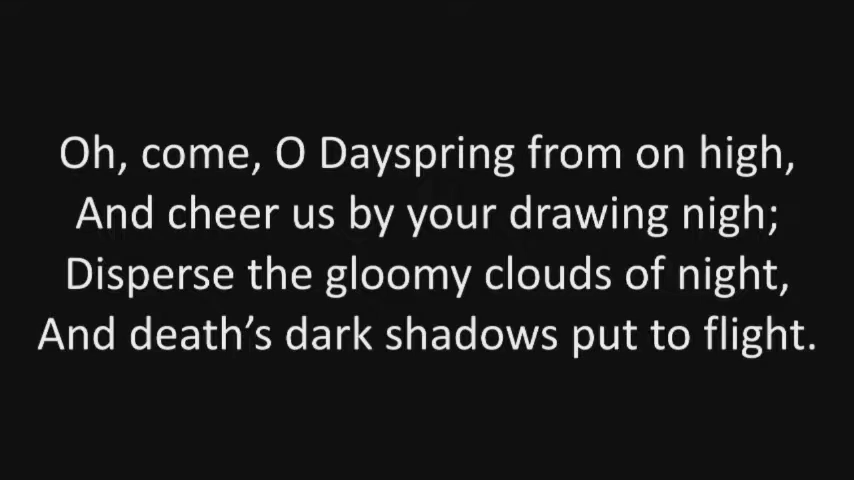 Oh, come, O Dayspring from on high,
And cheer us by your drawing nigh;
Disperse the gloomy clouds of night,
And death’s dark shadows put to flight.